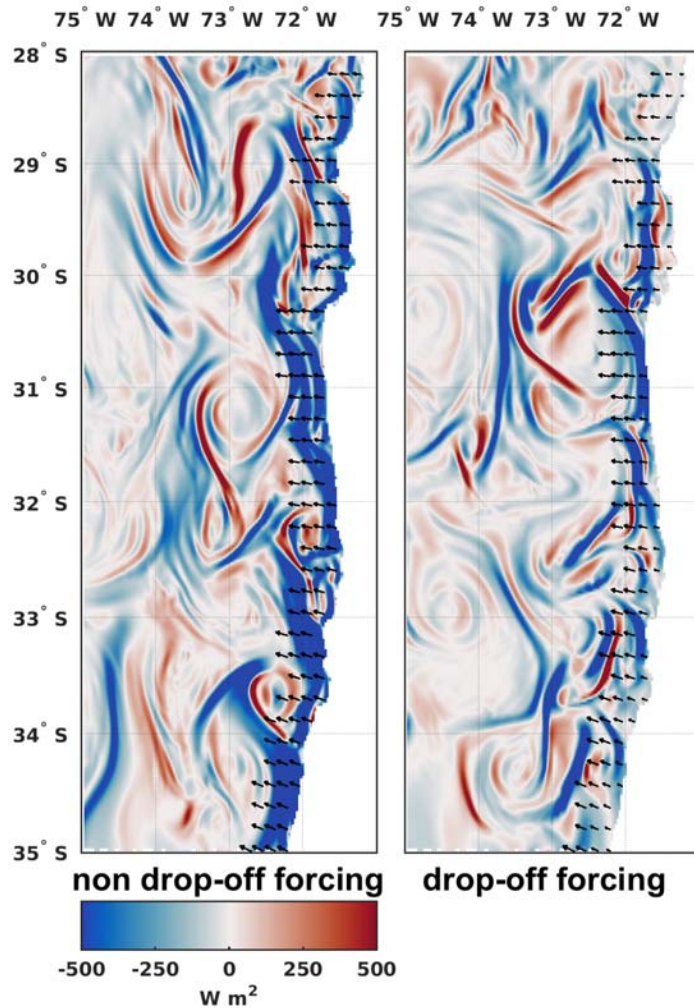 75° W 74° W 73° W 72° W 75° W 74° W 73° W 72° W
28° S
29° S
30° S
31° S
32° S
33° S
34° S
35° S
non drop-off forcing drop-off forcing
-500 -250 0 250 500
W m²